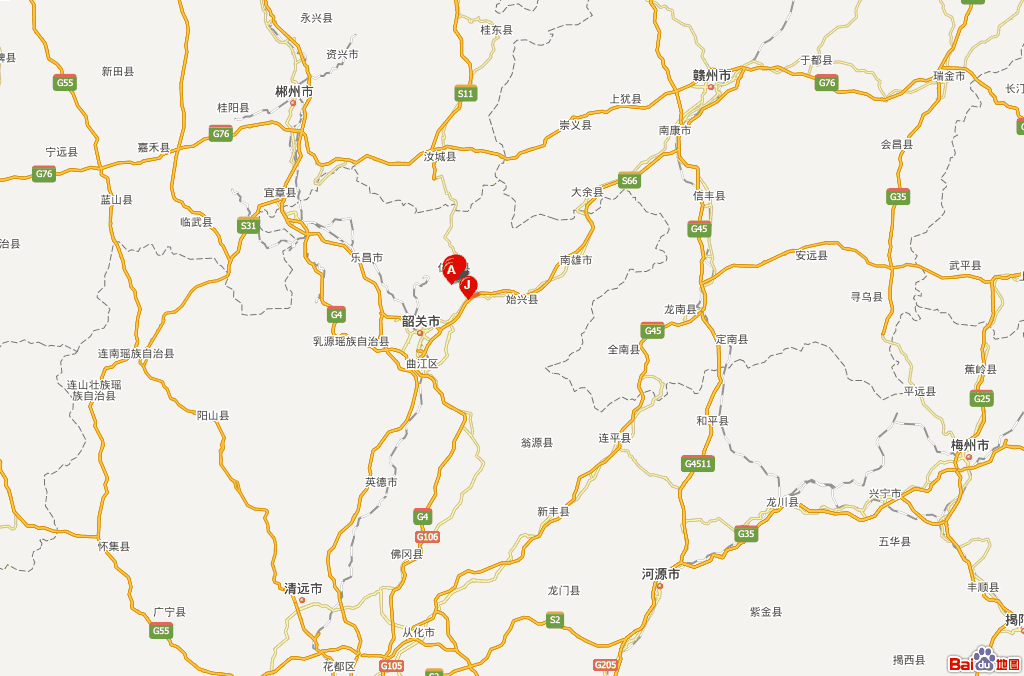 永兴县
桂东县
资兴市
新田县
G55
郴州市
S11
桂阳县
G76
赣州市
于都县
G76
瑞金市
长汀
上犹县
崇义县
南康市
会昌县
宁远县
嘉禾县
汝城县
G76
蓝山县
宜章县
大余县
S66
信丰县
G35
临武县
S31
G45
乐昌市
南雄市
安远县
武平县
A
J
始兴县
龙南县
寻乌县
G4
韶关市
G45
连南瑶族自治县
乳源瑶族自治县
全南县
定南县
曲江区
蕉岭县
连山壮族瑶
族自治县
平远县
G25
阳山县
和平县
翁源县
连平县
梅州市
G4511
英德市
龙川县
兴宁市
G4
新丰县
G106
G35
五华县
怀集县
佛冈县
河源市
清远市
龙门县
丰顺县
广宁县
S2
紫金县
G55
从化市
花都区
G105
G205
揭西县
Bai du 地图